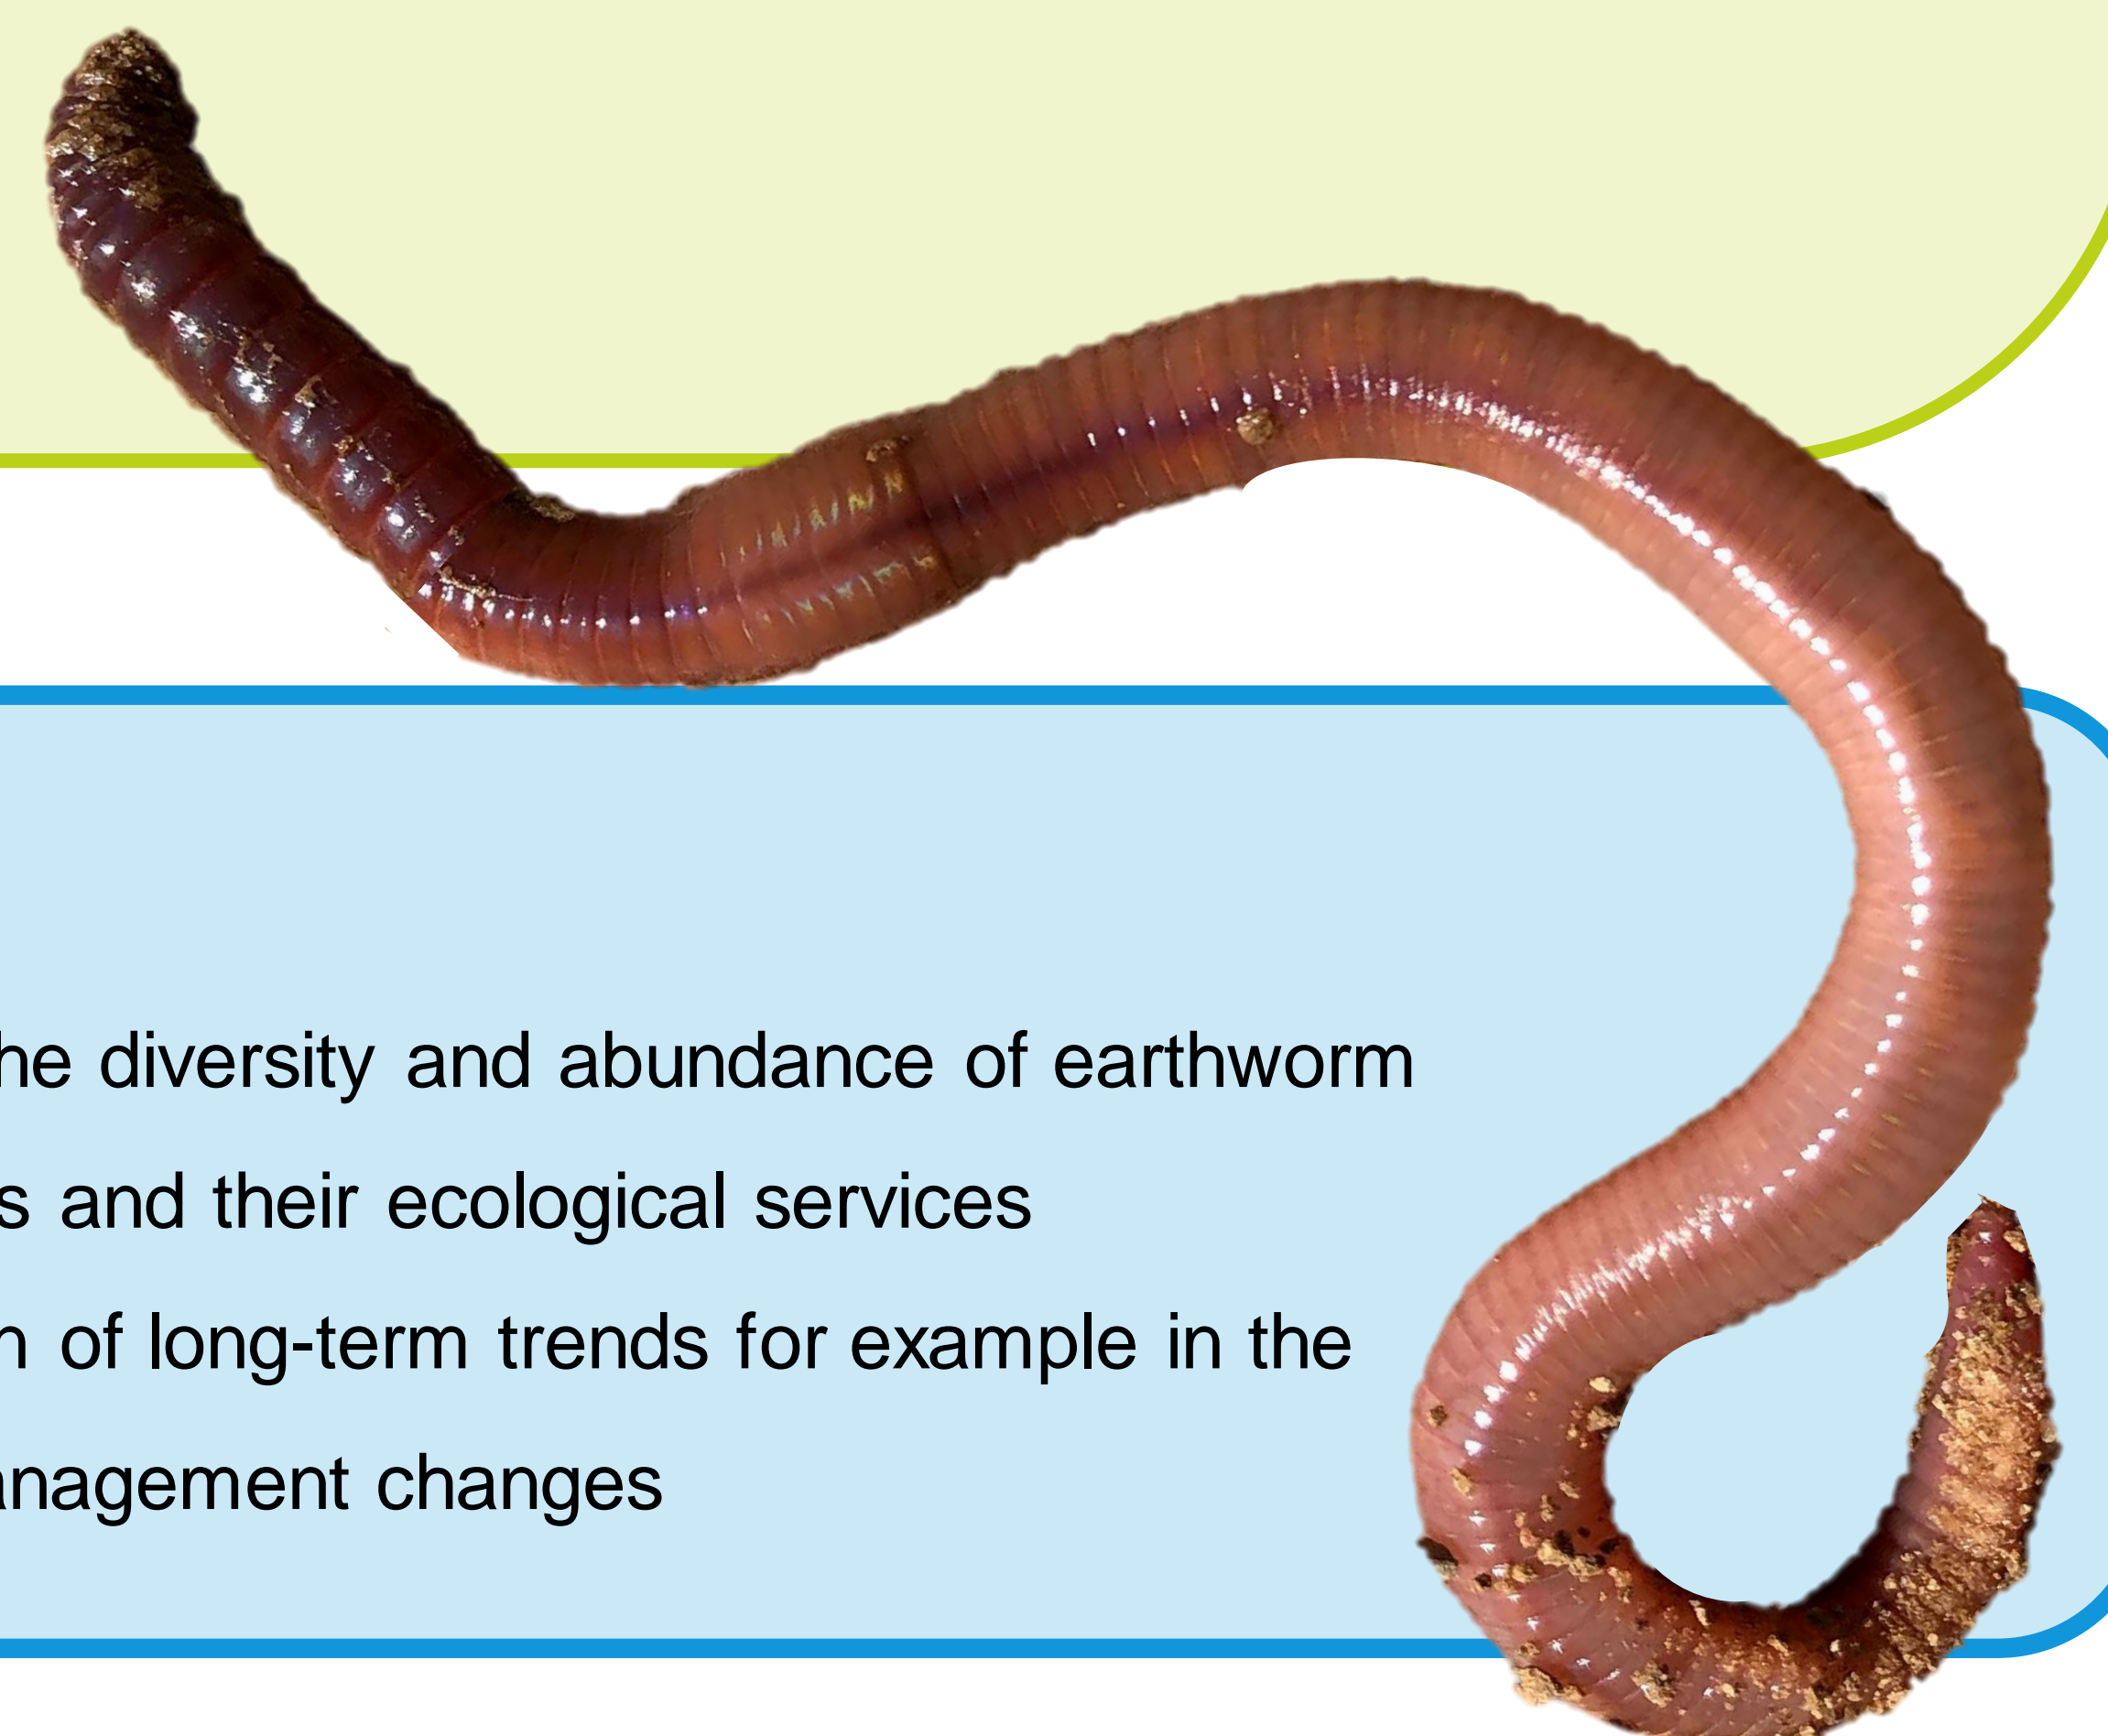 he diversity and abundance of earthworm
s and their ecological services
n of long-term trends for example in the
nagement changes